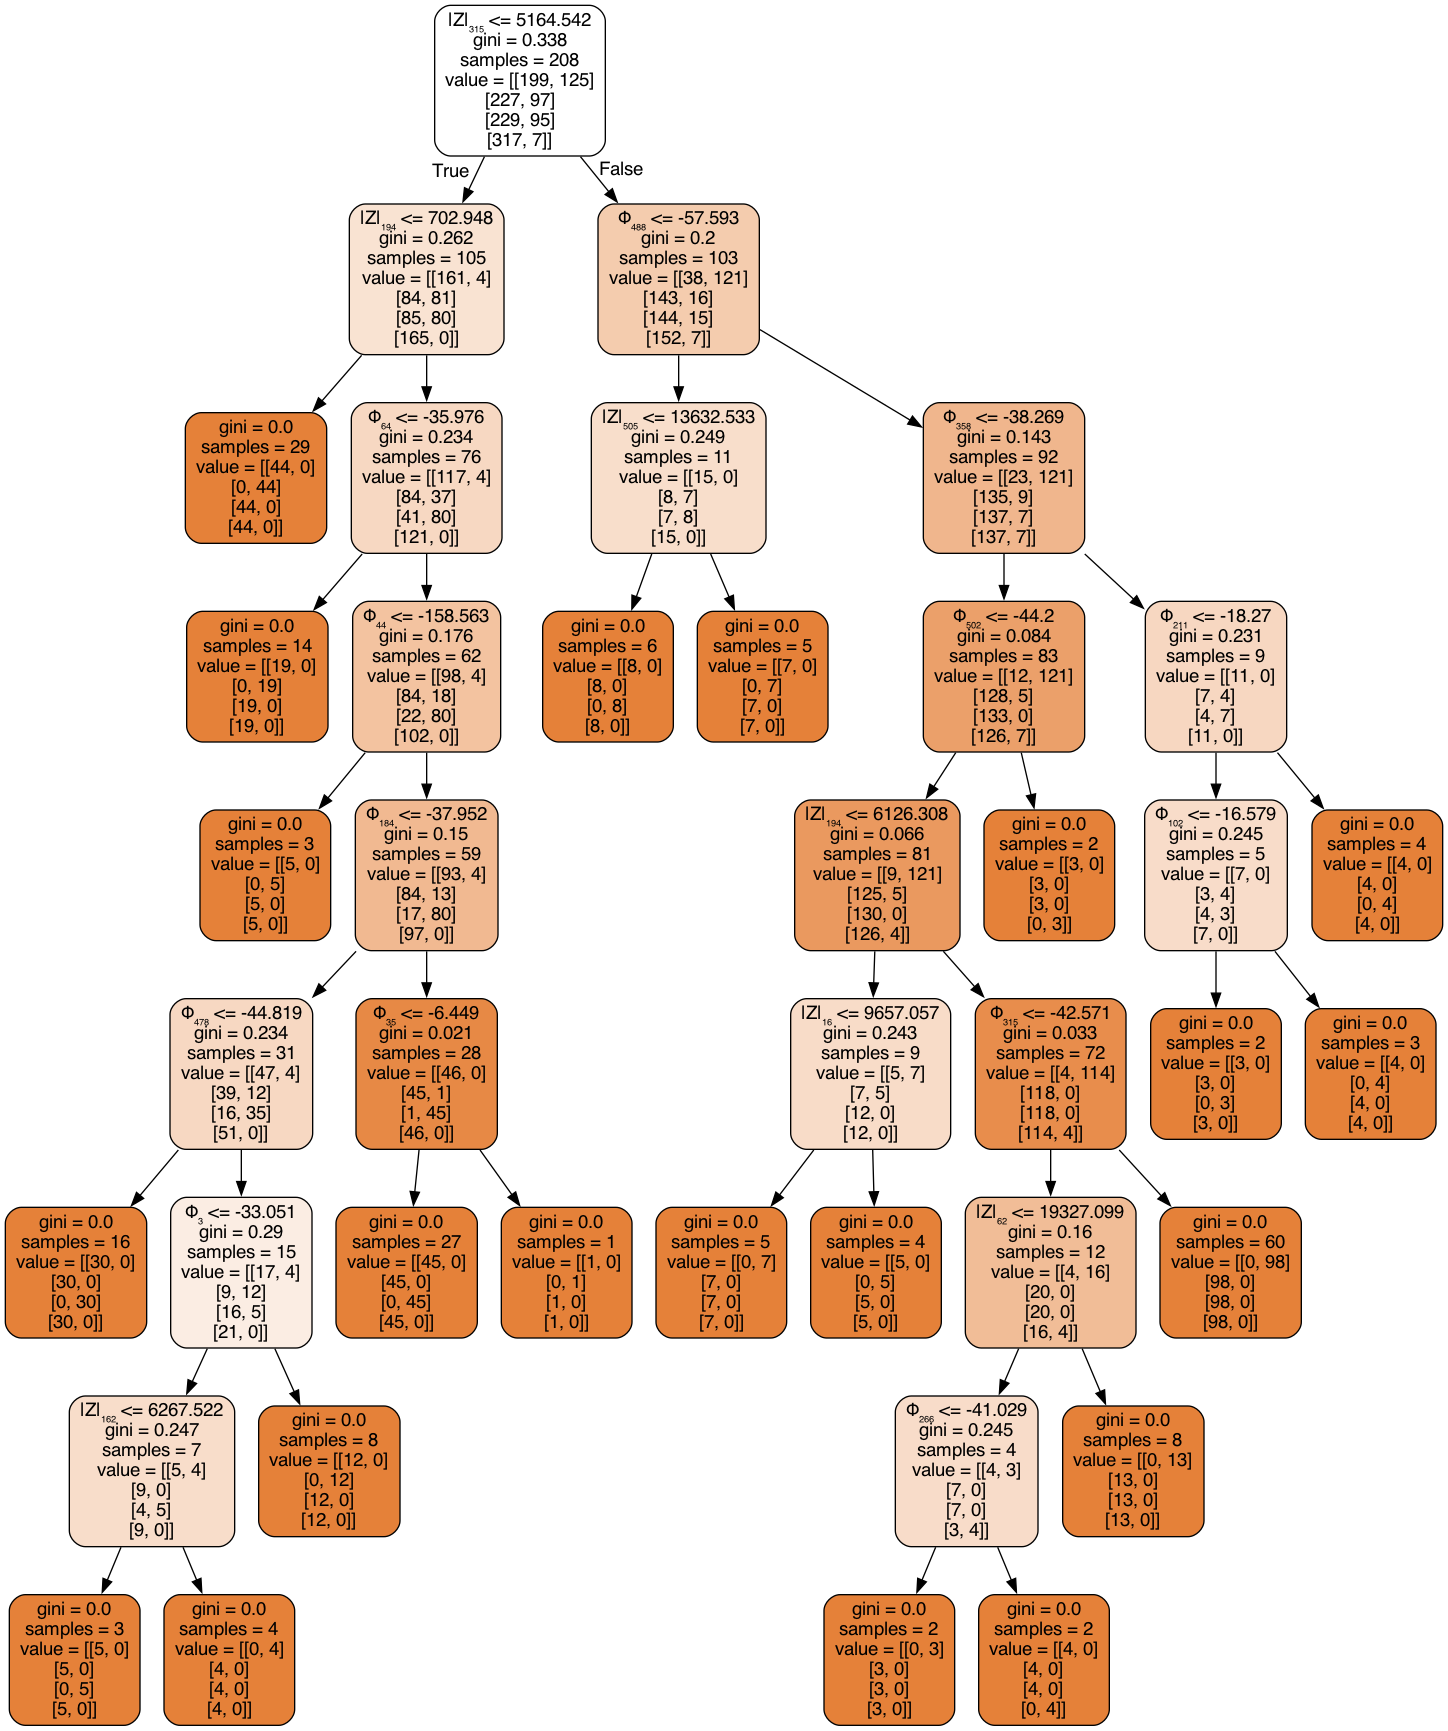 |Z|₃₁₅ <= 5164.542
gini = 0.338
samples = 208
value = [[199, 125]
[227, 97]
[229, 95]
[317, 7]]
True
False
|Z|₁₉₄ <= 702.948
gini = 0.262
samples = 105
value = [[161, 4]
[84, 81]
[85, 80]
[165, 0]]
Φ₄₈₈ <= -57.593
gini = 0.2
samples = 103
value = [[38, 121]
[143, 16]
[144, 15]
[152, 7]]
gini = 0.0
samples = 29
value = [[44, 0]
[0, 44]
[44, 0]
[44, 0]]
Φ₆₄ <= -35.976
gini = 0.234
samples = 76
value = [[117, 4]
[84, 37]
[41, 80]
[121, 0]]
|Z|₅₀₅ <= 13632.533
gini = 0.249
samples = 11
value = [[15, 0]
[8, 7]
[7, 8]
[15, 0]]
Φ₃₅₈ <= -38.269
gini = 0.143
samples = 92
value = [[23, 121]
[135, 9]
[137, 7]
[137, 7]]
gini = 0.0
samples = 14
value = [[19, 0]
[0, 19]
[19, 0]
[19, 0]]
Φ₄₄ <= -158.563
gini = 0.176
samples = 62
value = [[98, 4]
[84, 18]
[22, 80]
[102, 0]]
gini = 0.0
samples = 6
value = [[8, 0]
[8, 0]
[0, 8]
[8, 0]]
gini = 0.0
samples = 5
value = [[7, 0]
[0, 7]
[7, 0]
[7, 0]]
Φ₅₀₂ <= -44.2
gini = 0.084
samples = 83
value = [[12, 121]
[128, 5]
[133, 0]
[126, 7]]
Φ₂₁₁ <= -18.27
gini = 0.231
samples = 9
value = [[11, 0]
[7, 4]
[4, 7]
[11, 0]]
gini = 0.0
samples = 3
value = [[5, 0]
[0, 5]
[5, 0]
[5, 0]]
Φ₁₈₄ <= -37.952
gini = 0.15
samples = 59
value = [[93, 4]
[84, 13]
[17, 80]
[97, 0]]
|Z|₁₉₄ <= 6126.308
gini = 0.066
samples = 81
value = [[9, 121]
[125, 5]
[130, 0]
[126, 4]]
gini = 0.0
samples = 2
value = [[3, 0]
[3, 0]
[3, 0]
[0, 3]]
Φ₁₀₂ <= -16.579
gini = 0.245
samples = 5
value = [[7, 0]
[3, 4]
[4, 3]
[7, 0]]
gini = 0.0
samples = 4
value = [[4, 0]
[4, 0]
[0, 4]
[4, 0]]
Φ₄₇₈ <= -44.819
gini = 0.234
samples = 31
value = [[47, 4]
[39, 12]
[16, 35]
[51, 0]]
Φ₃₅ <= -6.449
gini = 0.021
samples = 28
value = [[46, 0]
[45, 1]
[1, 45]
[46, 0]]
|Z|₁₆ <= 9657.057
gini = 0.243
samples = 9
value = [[5, 7]
[7, 5]
[12, 0]
[12, 0]]
Φ₃₁₅ <= -42.571
gini = 0.033
samples = 72
value = [[4, 114]
[118, 0]
[118, 0]
[114, 4]]
gini = 0.0
samples = 2
value = [[3, 0]
[3, 0]
[0, 3]
[3, 0]]
gini = 0.0
samples = 3
value = [[4, 0]
[0, 4]
[4, 0]
[4, 0]]
gini = 0.0
samples = 16
value = [[30, 0]
[30, 0]
[0, 30]
[30, 0]]
Φ₃ <= -33.051
gini = 0.29
samples = 15
value = [[17, 4]
[9, 12]
[16, 5]
[21, 0]]
gini = 0.0
samples = 27
value = [[45, 0]
[45, 0]
[0, 45]
[45, 0]]
gini = 0.0
samples = 1
value = [[1, 0]
[0, 1]
[1, 0]
[1, 0]]
gini = 0.0
samples = 5
value = [[0, 7]
[7, 0]
[7, 0]
[7, 0]]
gini = 0.0
samples = 4
value = [[5, 0]
[0, 5]
[5, 0]
[5, 0]]
|Z|₆₂ <= 19327.099
gini = 0.16
samples = 12
value = [[4, 16]
[20, 0]
[20, 0]
[16, 4]]
gini = 0.0
samples = 60
value = [[0, 98]
[98, 0]
[98, 0]
[98, 0]]
|Z|₁₆₂ <= 6267.522
gini = 0.247
samples = 7
value = [[5, 4]
[9, 0]
[4, 5]
[9, 0]]
gini = 0.0
samples = 8
value = [[12, 0]
[0, 12]
[12, 0]
[12, 0]]
Φ₂₆₆ <= -41.029
gini = 0.245
samples = 4
value = [[4, 3]
[7, 0]
[7, 0]
[3, 4]]
gini = 0.0
samples = 8
value = [[0, 13]
[13, 0]
[13, 0]
[13, 0]]
gini = 0.0
samples = 3
value = [[5, 0]
[5, 0]
[0, 5]
[5, 0]]
gini = 0.0
samples = 4
value = [[0, 4]
[4, 0]
[4, 0]
[4, 0]]
gini = 0.0
samples = 2
value = [[0, 3]
[3, 0]
[3, 0]
[3, 0]]
gini = 0.0
samples = 2
value = [[4, 0]
[4, 0]
[4, 0]
[0, 4]]